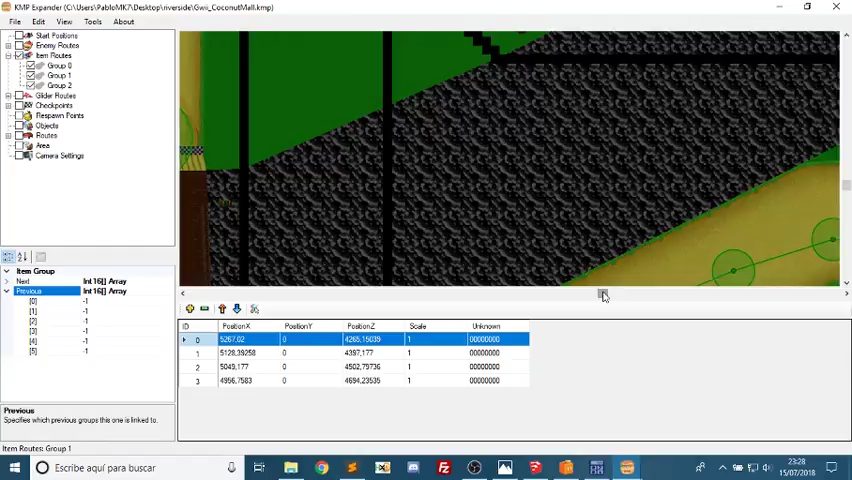 KMP Expander (C:\Users\PabloMK7\Desktop\riverside\Gwii_CoconutMall.kmp)
File Edit View Tools About
Start Positions
Enemy Routes
Item Routes
Group 0
Group 1
Group 2
Glider Routes
Checkpoints
Respawn Points
Objects
Routes
Area
Camera Settings
Item Group
Next Int16[] Array
Previous Int16[] Array
[0] -1
[1] -1
[2] -1
[3] -1
[4] -1
[5] -1
ID PositionX PositionY PositionZ Scale Unknown
0 5267,02 0 4265,15039 1 00000000
1 5128,39258 0 4397,177 1 00000000
2 5049,177 0 4502,79736 1 00000000
3 4956,7583 0 4694,23535 1 00000000
Previous
Specifies which previous groups this one is linked to.
Item Routes: Group 1
Escribe aquí para buscar
23:28
15/07/2018